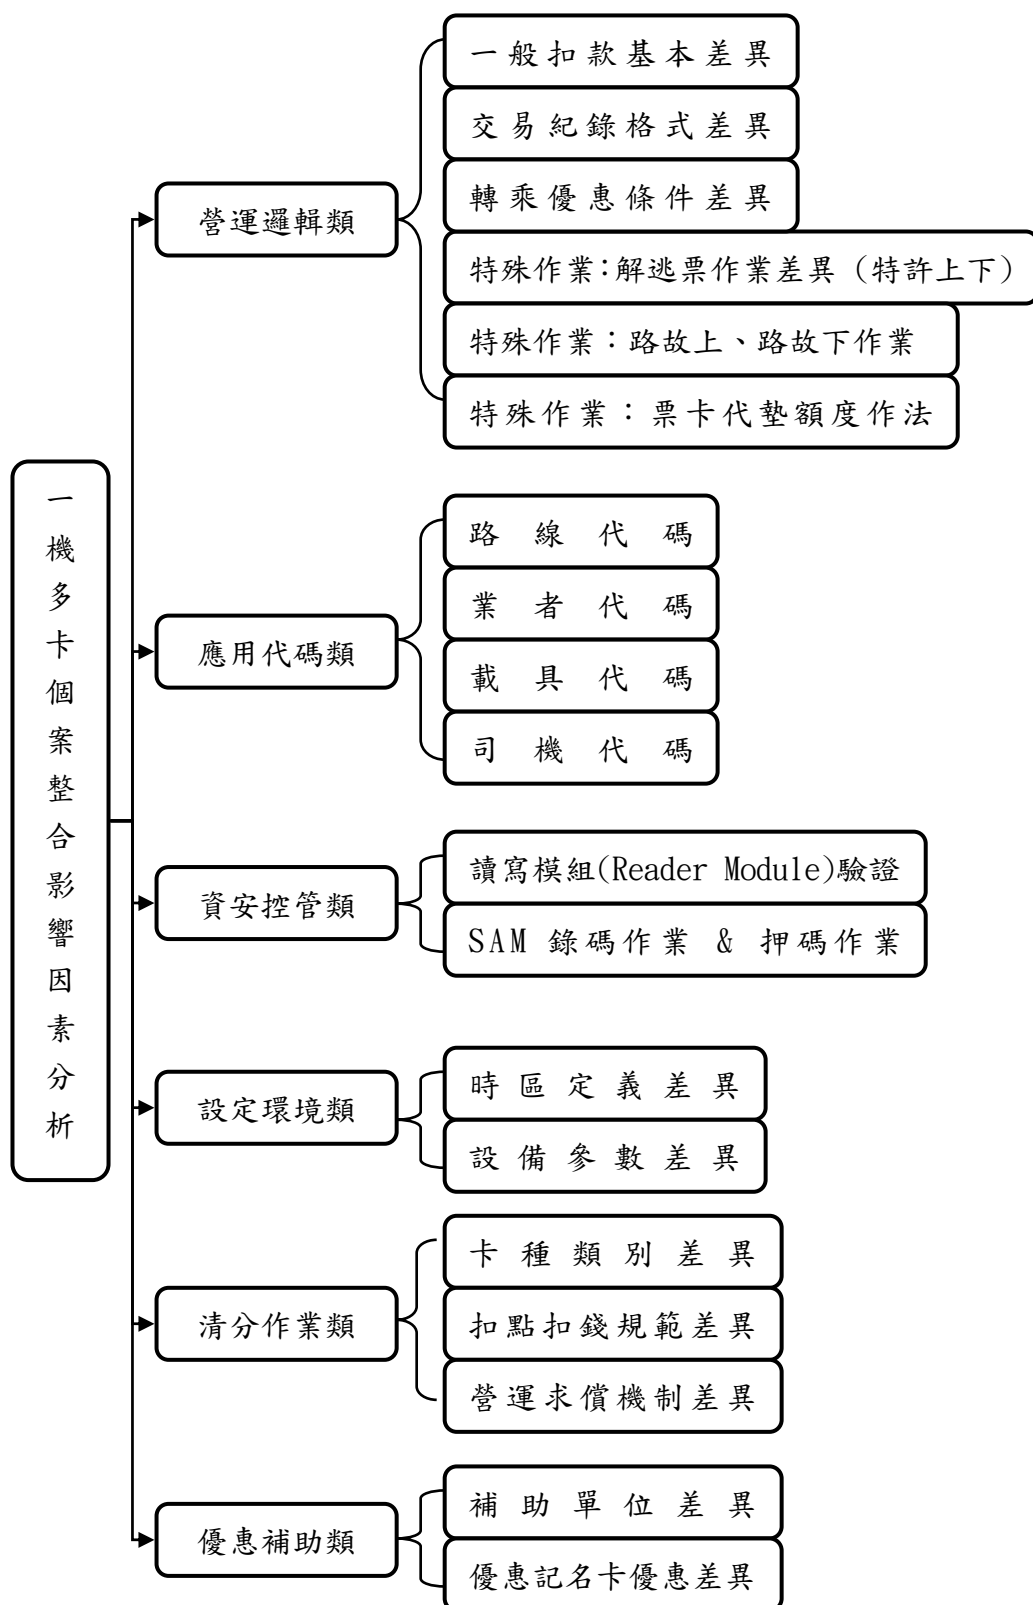 一機多卡個案整合影響因素分析
營運邏輯類
一般扣款基本差異
交易紀錄格式差異
轉乘優惠條件差異
特殊作業：解逃票作業差異（特許上下）
特殊作業：路故上、路故下作業
特殊作業：票卡代墊額度作法
應用代碼類
路線代碼
業者代碼
載具代碼
司機代碼
資安控管類
讀寫模組(Reader Module)驗證
SAM 錄碼作業 & 押碼作業
設定環境類
時區定義差異
設備參數差異
清分作業類
卡種類別差異
扣點扣錢規範差異
營運求償機制差異
優惠補助類
補助單位差異
優惠記名卡優惠差異